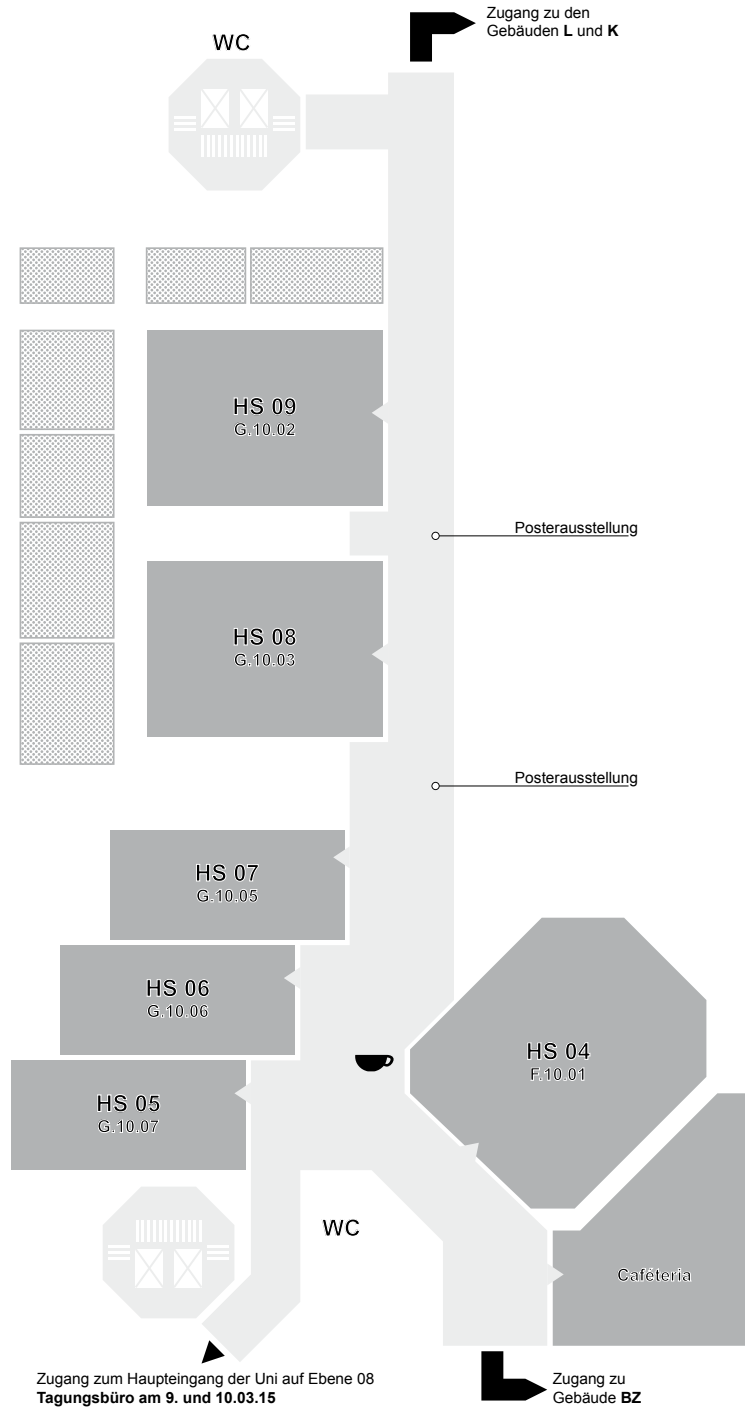 Zugang zu den
Gebäuden L und K
WC
HS 09
G.10.02
Posterausstellung
HS 08
G.10.03
Posterausstellung
HS 07
G.10.05
HS 06
G.10.06
HS 04
F.10.01
HS 05
G.10.07
WC
Caféteria
Zugang zum Haupteingang der Uni auf Ebene 08
Tagungsbüro am 9. und 10.03.15
Zugang zu
Gebäude BZ